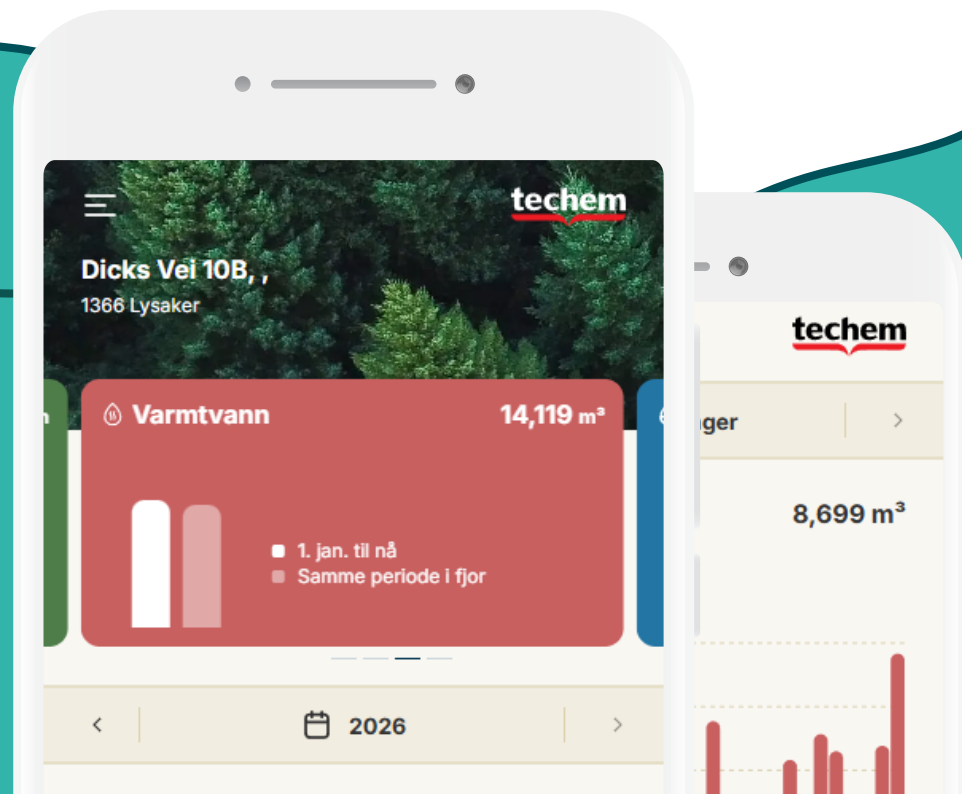 techem
Dicks Vei 10B, ,
1366 Lysaker
Varmtvann
14,119 m³
1. jan. til nå
Samme periode i fjor
2026
techem
ger
8,699 m³